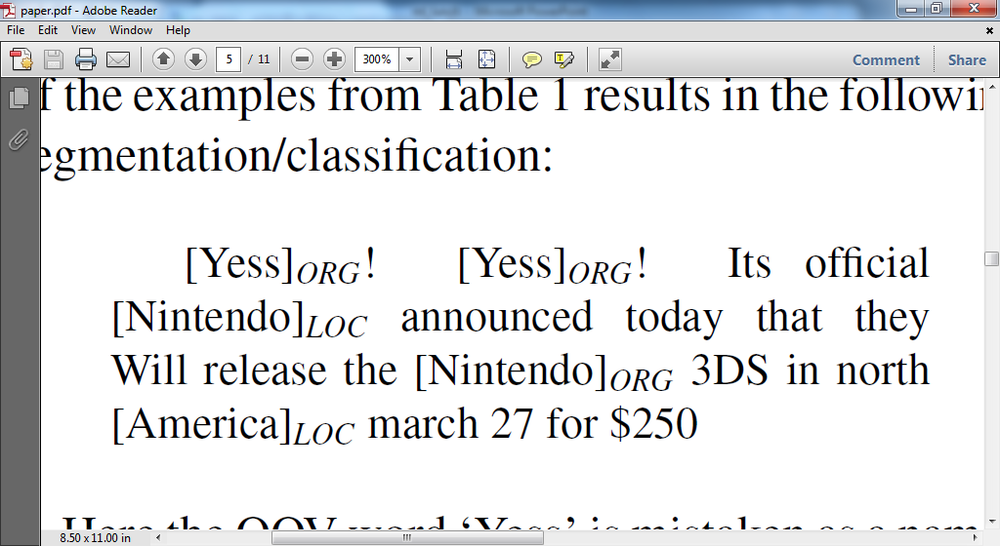 paper.pdf - Adobe Reader
File Edit View Window Help
5 / 11 300% Comment Share
f the examples from Table 1 results in the
egmentation/classification:
[Yess]ORG! [Yess]ORG! Its official
[Nintendo]LOC announced today that they
Will release the [Nintendo]ORG 3DS in north
[America]LOC march 27 for $250
Here the OOV word ‘Yess’ is mistaken as a
8.50 x 11.00 in